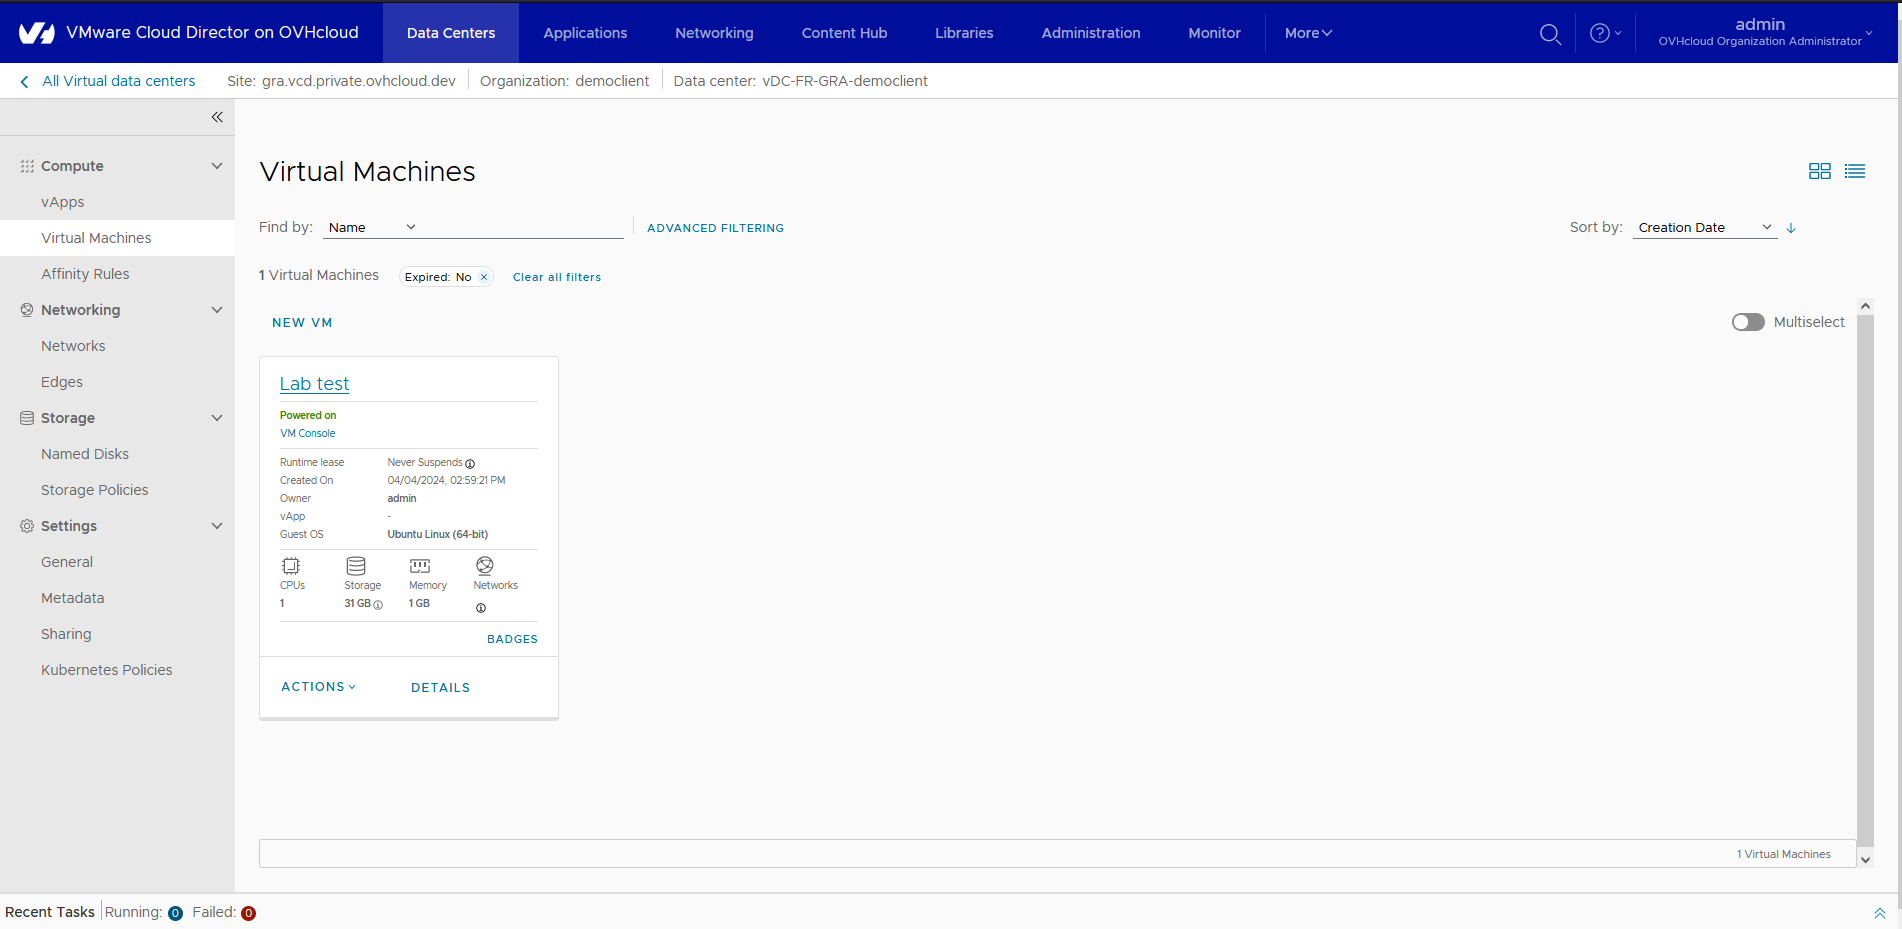 VMware Cloud Director on OVHcloud Data Centers Applications Networking Content Hub Libraries Administration Monitor More admin
OVHcloud Organization Administrator
All Virtual data centers Site: gra.vcd.private.ovhcloud.dev Organization: democlient Data center: vDC-FR-GRA-democlient
Compute
vApps
Virtual Machines
Affinity Rules
Networking
Networks
Edges
Storage
Named Disks
Storage Policies
Settings
General
Metadata
Sharing
Kubernetes Policies
Virtual Machines
Find by: Name ADVANCED FILTERING Sort by: Creation Date
1 Virtual Machines Expired: No Clear all filters
NEW VM Multiselect
Lab test
Powered on
VM Console
Runtime lease Never Suspends
Created On 04/04/2024, 02:59:21 PM
Owner admin
vApp -
Guest OS Ubuntu Linux (64-bit)
CPUs Storage Memory Networks
1 31 GB 1 GB
BADGES
ACTIONS DETAILS
1 Virtual Machines
Recent Tasks Running: 0 Failed: 0